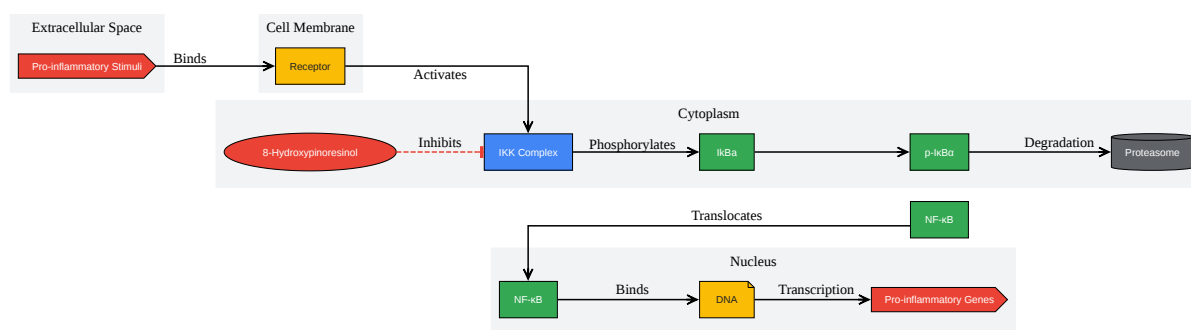 Extracellular Space
Cell Membrane
Pro-inflammatory Stimuli
Binds
Receptor
Activates
Cytoplasm
8-Hydroxypinoresinol
Inhibits
IKK Complex
Phosphorylates
IkBa
p-IκBα
Degradation
Proteasome
Translocates
NF-κB
Nucleus
NF-κB
Binds
DNA
Transcription
Pro-inflammatory Genes